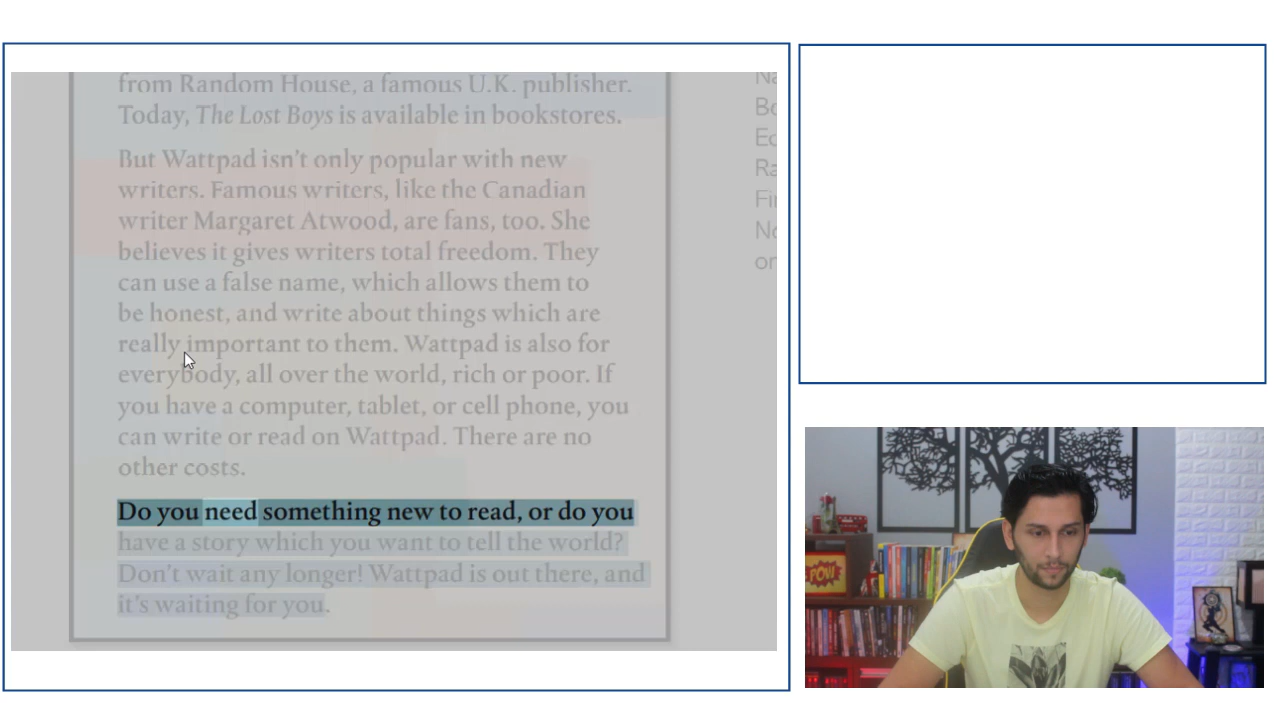 from Random House, a famous U.K. publisher.
Today, The Lost Boys is available in bookstores.
But Wattpad isn't only popular with new
writers. Famous writers, like the Canadian
writer Margaret Atwood, are fans, too. She
believes it gives writers total freedom. They
can use a false name, which allows them to
be honest, and write about things which are
really important to them. Wattpad is also for
everybody, all over the world, rich or poor. If
you have a computer, tablet, or cell phone, you
can write or read on Wattpad. There are no
other costs.
Do you need something new to read, or do you
have a story which you want to tell the world?
Don't wait any longer! Wattpad is out there, and
it's waiting for you.
POW!